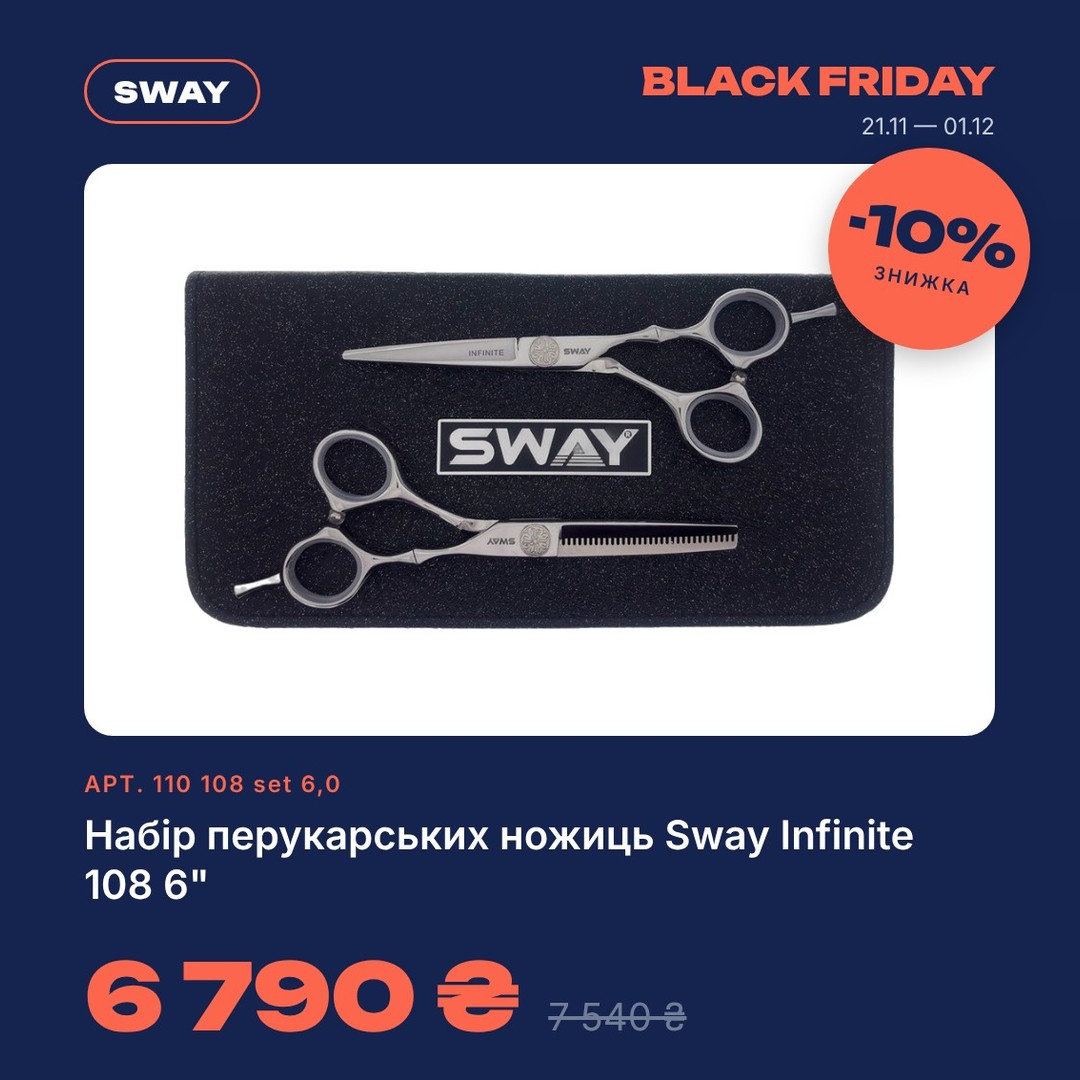 SWAY
BLACK FRIDAY
21.11 — 01.12
-10%
ЗНИЖКА
INFINITE SWAY
SWAY®
SWAY
АРТ. 110 108 set 6,0
Набір перукарських ножиць Sway Infinite
108 6"
6 790 ₴
7 540 ₴